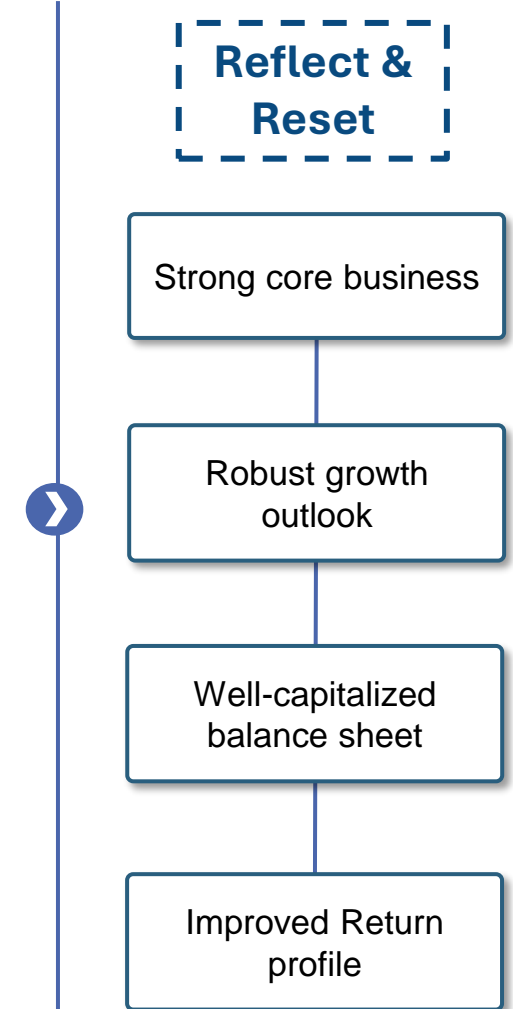 Reflect &
Reset
Strong core business
Robust growth
outlook
Well-capitalized
balance sheet
Improved Return
profile